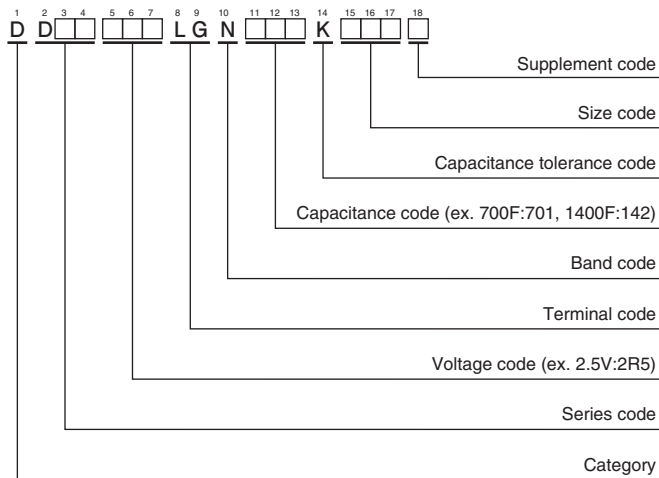 1 2 3 4 5 6 7 8 9 10 11 12 13 14 15 16 17 18
D D L G N K
Supplement code
Size code
Capacitance tolerance code
Capacitance code (ex. 700F:701, 1400F:142)
Band code
Terminal code
Voltage code (ex. 2.5V:2R5)
Series code
Category